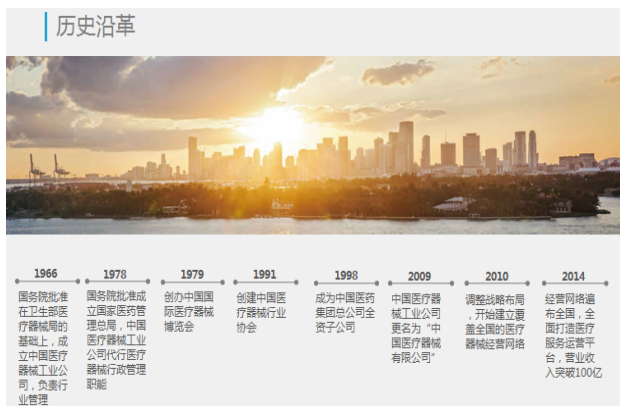 历史沿革
1966
国务院批准
在卫生部医
疗器械局的
基础上，成
立中国医疗
器械工业公
司，负责行
业管理
1978
国务院批准成
立国家医药管
理总局，中国
医疗器械工业
公司代行医疗
器械行政管理
职能
1979
创办中国国
际医疗器械
博览会
1991
创建中国医
疗器械行业
协会
1998
成为中国医药
集团总公司全
资子公司
2009
中国医疗器
械工业公司
更名为“中
国医疗器械
有限公司”
2010
调整战略布局
，开始建立覆
盖全国的医疗
器械经营网络
2014
经营网络遍
布全国，全
面打造医疗
服务运营平
台，营业收
入突破100亿